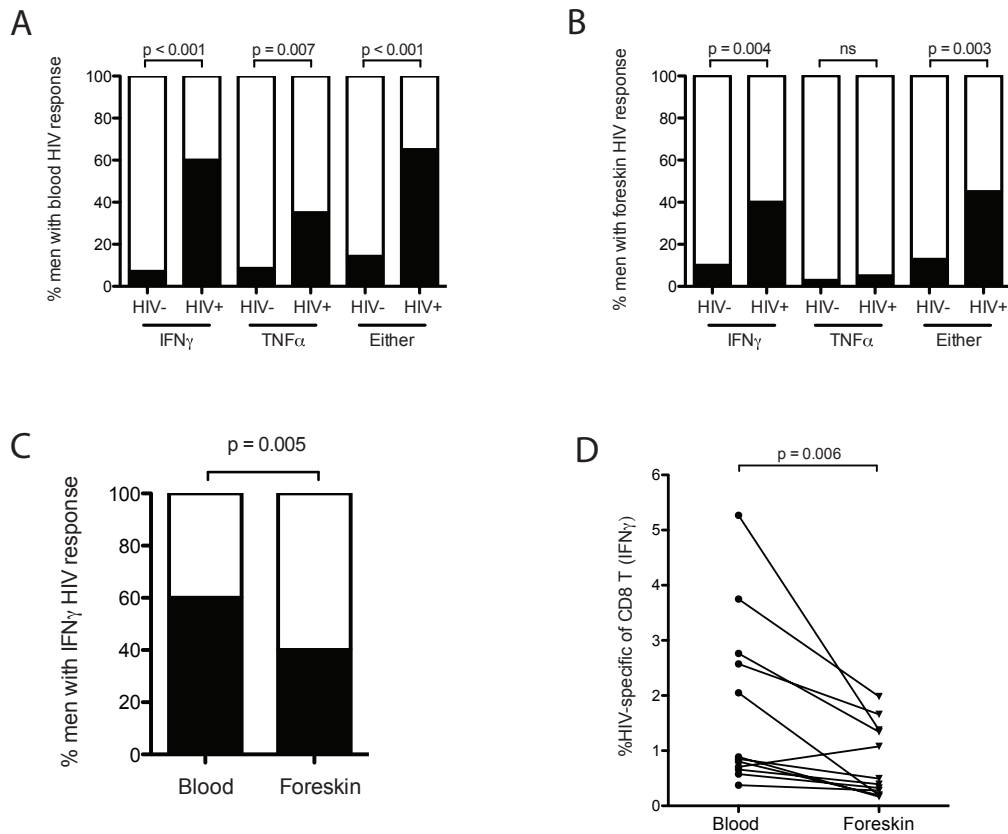 A
p < 0.001 p = 0.007 p < 0.001
% men with blood HIV response
100
80
60
40
20
0
HIV- HIV+ HIV- HIV+ HIV- HIV+
IFNγ TNFα Either
B
p = 0.004 ns p = 0.003
% men with foreskin HIV response
100
80
60
40
20
0
HIV- HIV+ HIV- HIV+ HIV- HIV+
IFNγ TNFα Either
C
p = 0.005
% men with IFNγ HIV response
100
80
60
40
20
0
Blood Foreskin
D
p = 0.006
%HIV-specific of CD8 T (IFNγ)
6
5
4
3
2
1
0
Blood Foreskin